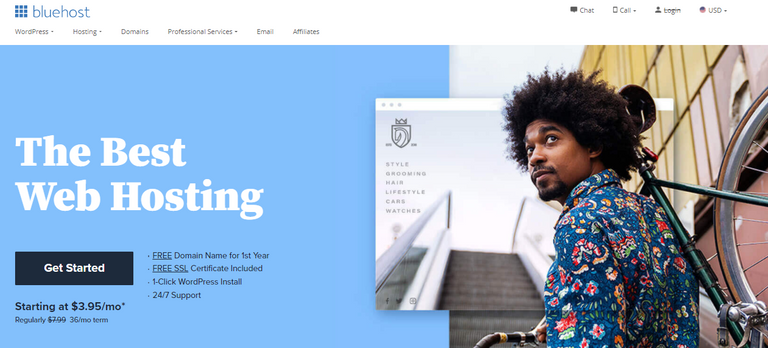 bluehost
Chat
Call
Login
USD
WordPress
Hosting
Domains
Professional Services
Email
Affiliates
The Best
Web Hosting
Get Started
· FREE Domain Name for 1st Year
· FREE SSL Certificate Included
· 1-Click WordPress Install
· 24/7 Support
Starting at $3.95/mo*
Regularly $7.99 36/mo term
STYLE
GROOMING
HAIR
LIFESTYLE
CARS
WATCHES